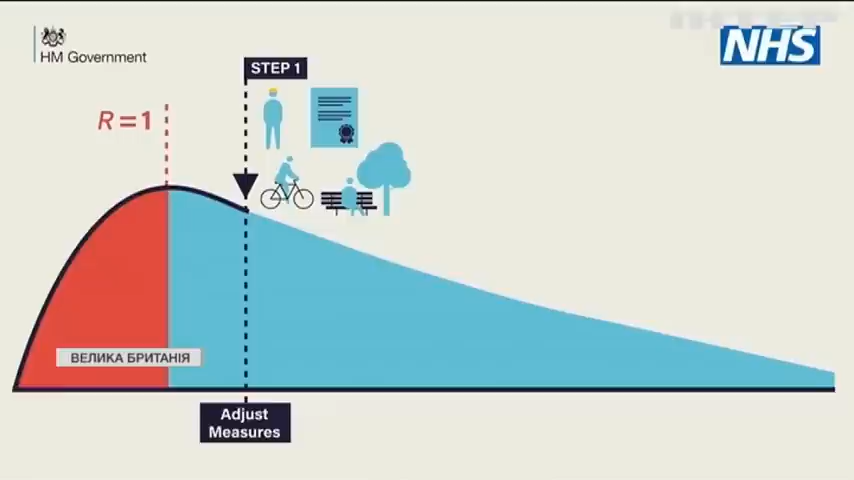 HM Government
NHS
STEP 1
R=1
ВЕЛИКА БРИТАНІЯ
Adjust
Measures